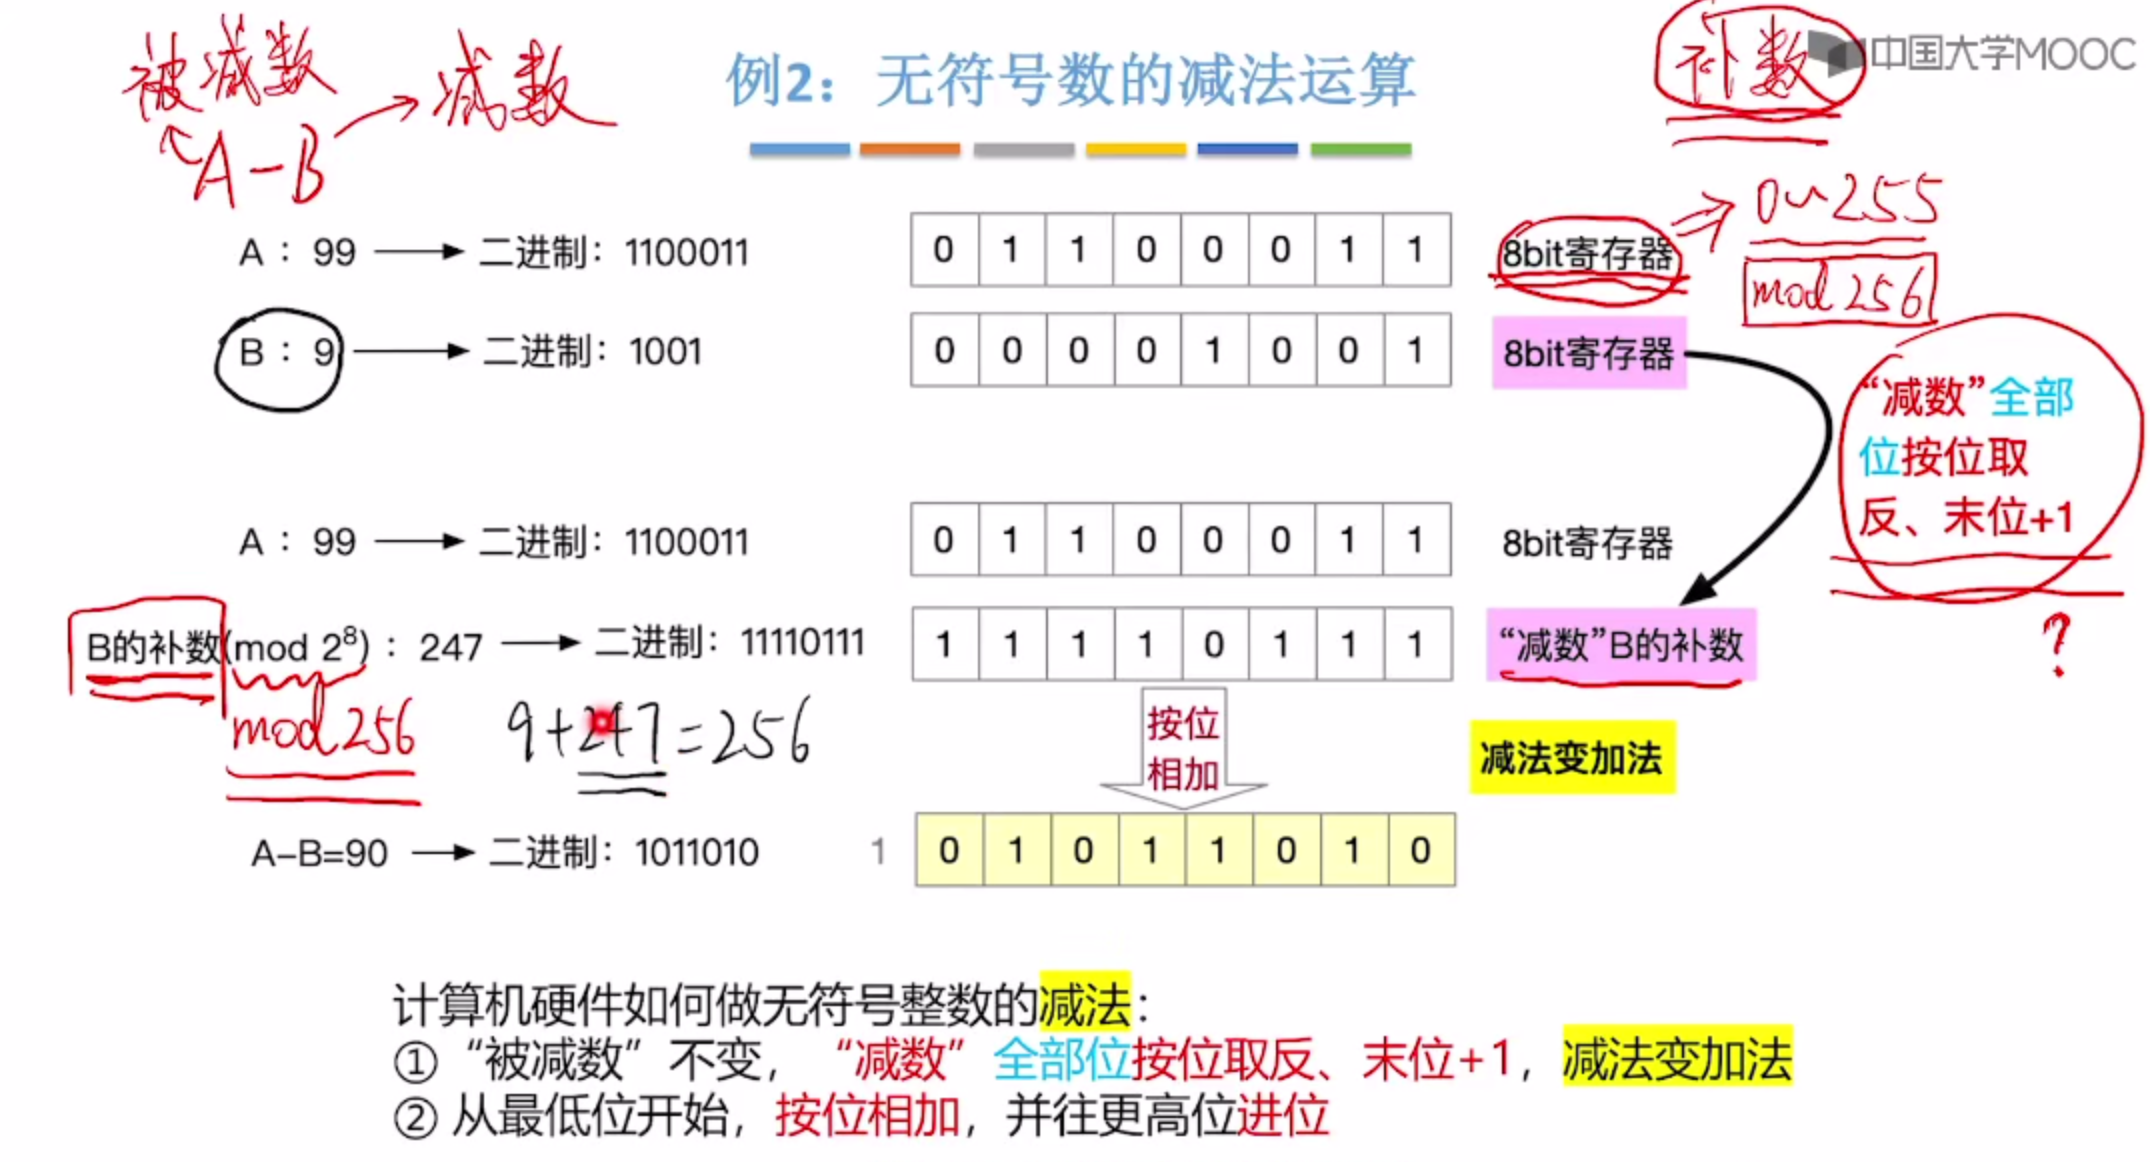 被减数
减数
A-B
例2：无符号数的减法运算
补数
中国大学MOOC
A：99
二进制：1100011
0 1 1 0 0 0 1 1
8bit寄存器
0~255
mod 256
B：9
二进制：1001
0 0 0 0 1 0 0 1
8bit寄存器
“减数”全部
位按位取
反、末位+1
?
A：99
二进制：1100011
0 1 1 0 0 0 1 1
8bit寄存器
B的补数(mod 2⁸)：247
二进制：11110111
1 1 1 1 0 1 1 1
“减数”B的补数
mod 256
9+247=256
按位
相加
减法变加法
A-B=90
二进制：1011010
1 0 1 0 1 1 0 1 0
计算机硬件如何做无符号整数的减法：
① “被减数” 不变，“减数” 全部位按位取反、末位+1，减法变加法
② 从最低位开始，按位相加，并往更高位进位